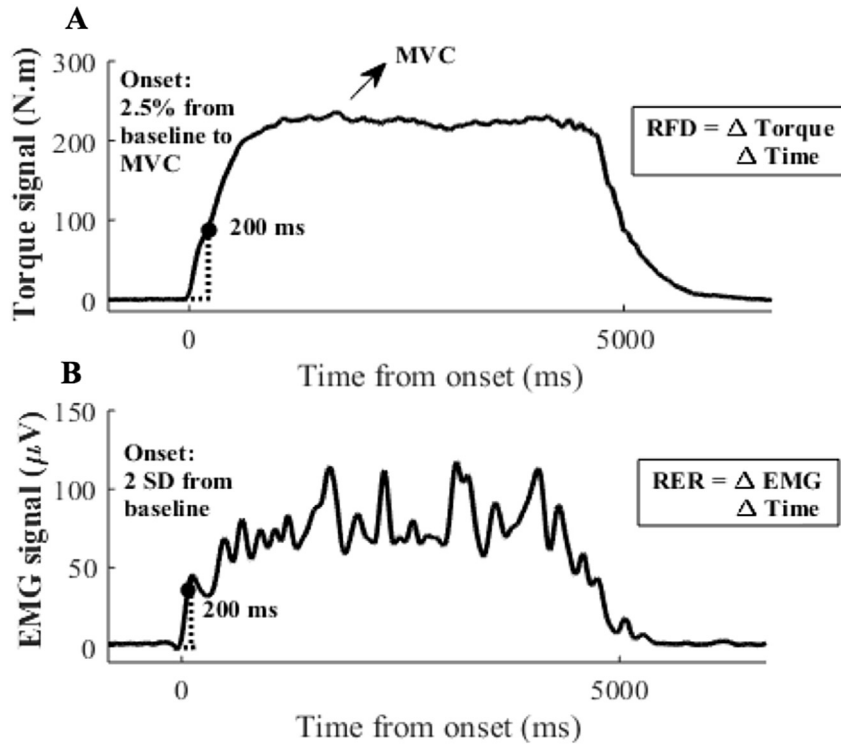 A
Torque signal (N.m)
300
200
100
0
Onset:
2.5% from
baseline to
MVC
MVC
200 ms
RFD = Δ Torque
Δ Time
0
5000
Time from onset (ms)
B
EMG signal (μV)
150
100
50
0
Onset:
2 SD from
baseline
200 ms
RER = Δ EMG
Δ Time
0
5000
Time from onset (ms)